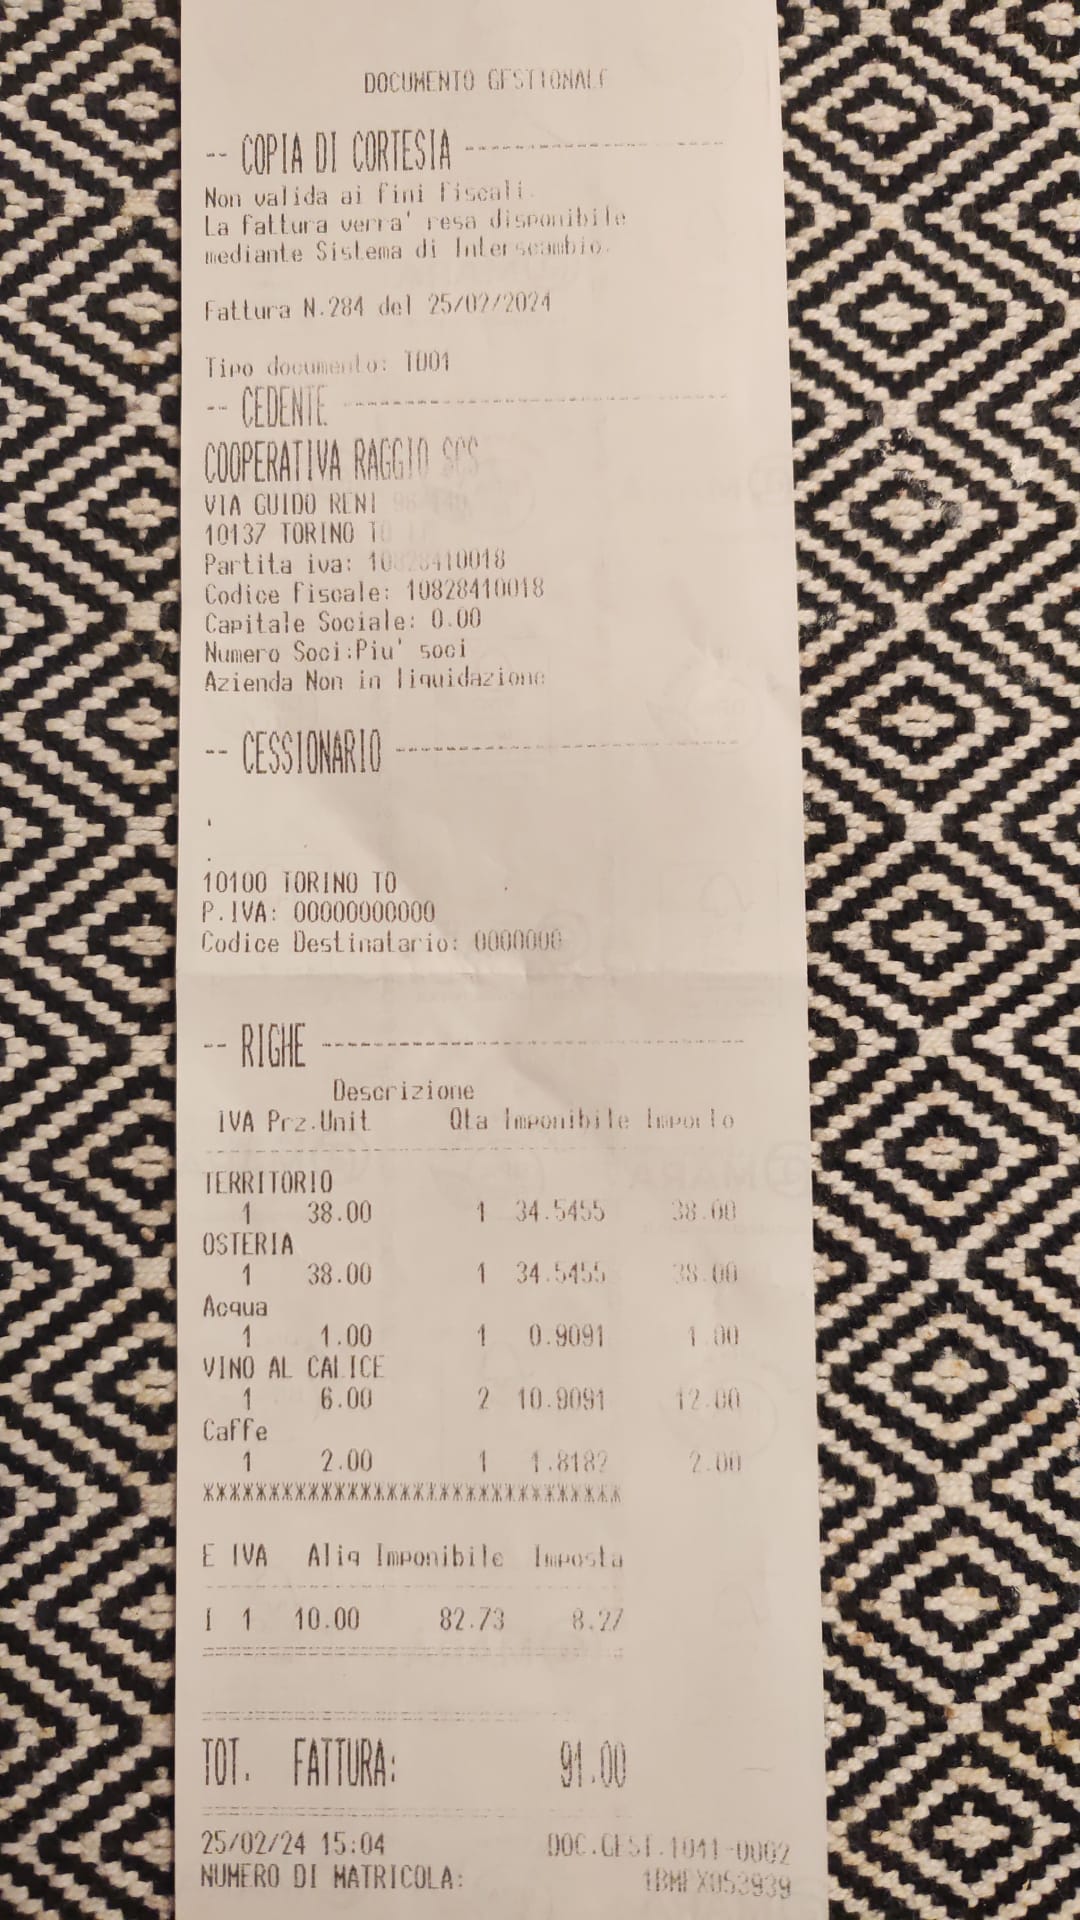 DOCUMENTO GESTIONALE
-- COPIA DI CORTESIA --------------------
Non valida ai fini fiscali.
La fattura verra' resa disponibile
mediante Sistema di Interscambio.
Fattura N.284 del 25/02/2024
Tipo documento: TD01
-- CEDENTE ------------------------------
COOPERATIVA RAGGIO SCS
VIA GUIDO RENI
10137 TORINO TO
Partita iva: 10828410018
Codice fiscale: 10828410018
Capitale Sociale: 0.00
Numero Soci:Piu' soci
Azienda Non in liquidazione
-- CESSIONARIO --------------------------
.
.
10100 TORINO TO
P.IVA: 00000000000
Codice Destinatario: 0000000
-- RIGHE --------------------------------
Descrizione
IVA Prz.Unit Qta Imponibile Importo
-----------------------------------------
TERRITORIO
1 38.00 1 34.5455 38.00
OSTERIA
1 38.00 1 34.5455 38.00
Acqua
1 1.00 1 0.9091 1.00
VINO AL CALICE
1 6.00 2 10.9091 12.00
Caffe
1 2.00 1 1.8182 2.00
********************************
E IVA Aliq Imponibile Imposta
--------------------------------
I 1 10.00 82.73 8.27
================================
================================
TOT. FATTURA: 91.00
================================
25/02/24 15:04 DOC.GEST.1041-0002
NUMERO DI MATRICOLA: 1BMPX053939